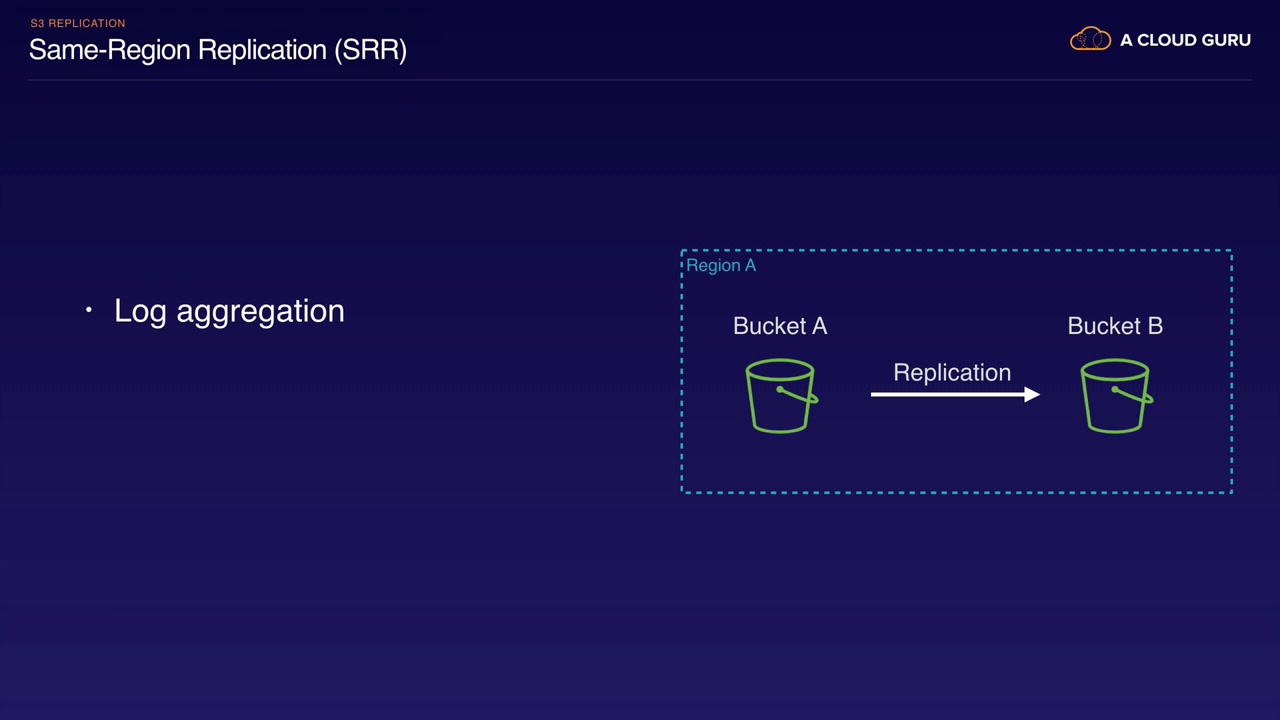 S3 REPLICATION
Same-Region Replication (SRR)
A CLOUD GURU
• Log aggregation
Region A
Bucket A
Bucket B
Replication